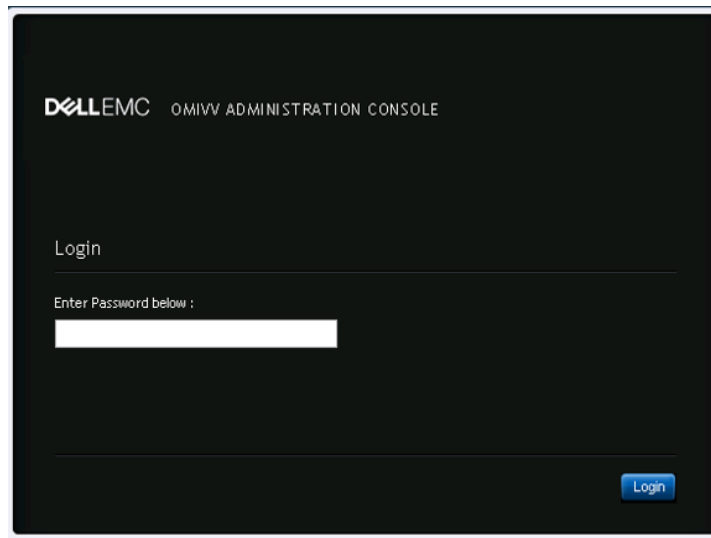 DELLEMC OMIVV ADMINISTRATION CONSOLE
Login
Enter Password below :
Login